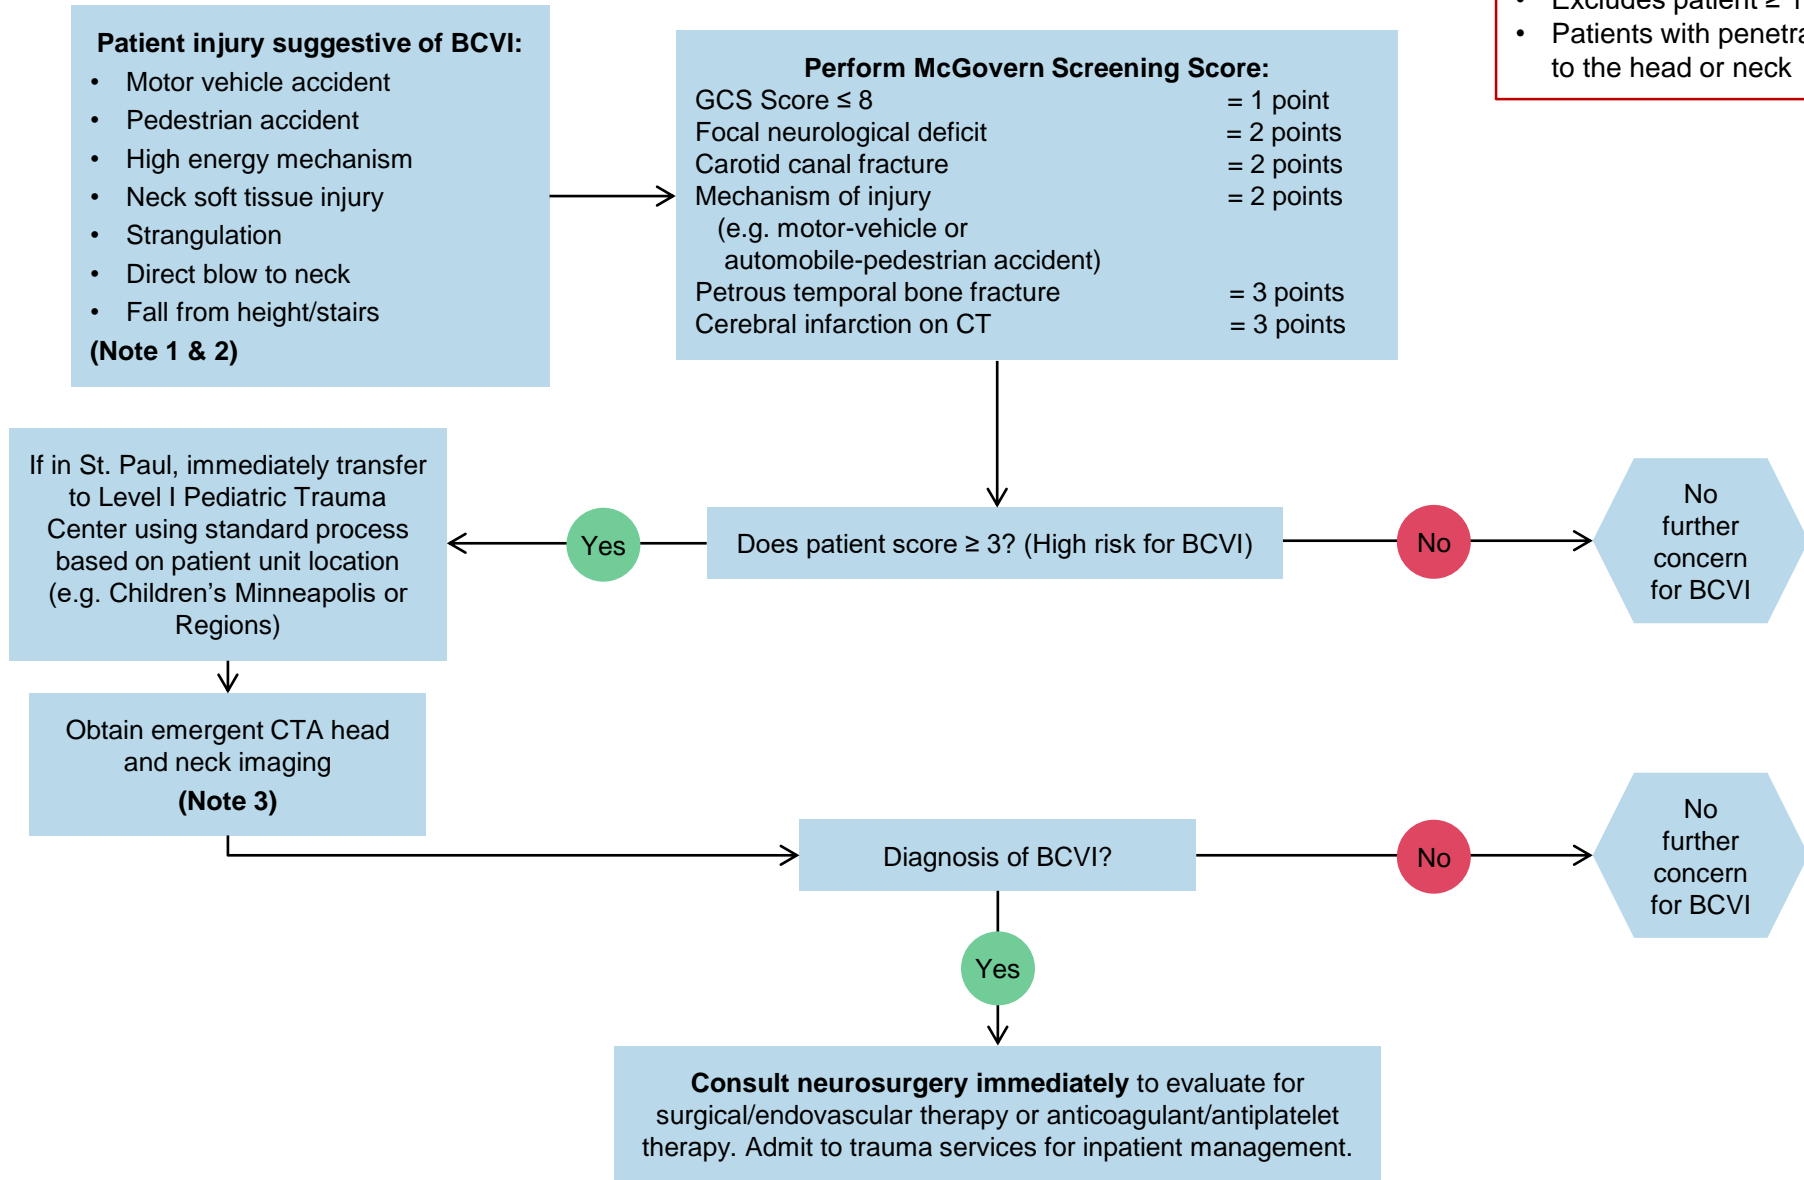 Patient injury suggestive of BCVI:
• Motor vehicle accident
• Pedestrian accident
• High energy mechanism
• Neck soft tissue injury
• Strangulation
• Direct blow to neck
• Fall from height/stairs
(Note 1 & 2)
Perform McGovern Screening Score:
GCS Score ≤ 8 = 1 point
Focal neurological deficit = 2 points
Carotid canal fracture = 2 points
Mechanism of injury = 2 points
(e.g. motor-vehicle or
automobile-pedestrian accident)
Petrous temporal bone fracture = 3 points
Cerebral infarction on CT = 3 points
• Excludes patient ≥
• Patients with
to the head or neck
Does patient score ≥ 3? (High risk for BCVI)
Yes
No
No
further
concern
for BCVI
If in St. Paul, immediately transfer
to Level I Pediatric Trauma
Center using standard process
based on patient unit location
(e.g. Children's Minneapolis or
Regions)
Obtain emergent CTA head
and neck imaging
(Note 3)
Diagnosis of BCVI?
No
No
further
concern
for BCVI
Yes
Consult neurosurgery immediately to evaluate for
surgical/endovascular therapy or anticoagulant/antiplatelet
therapy. Admit to trauma services for inpatient management.